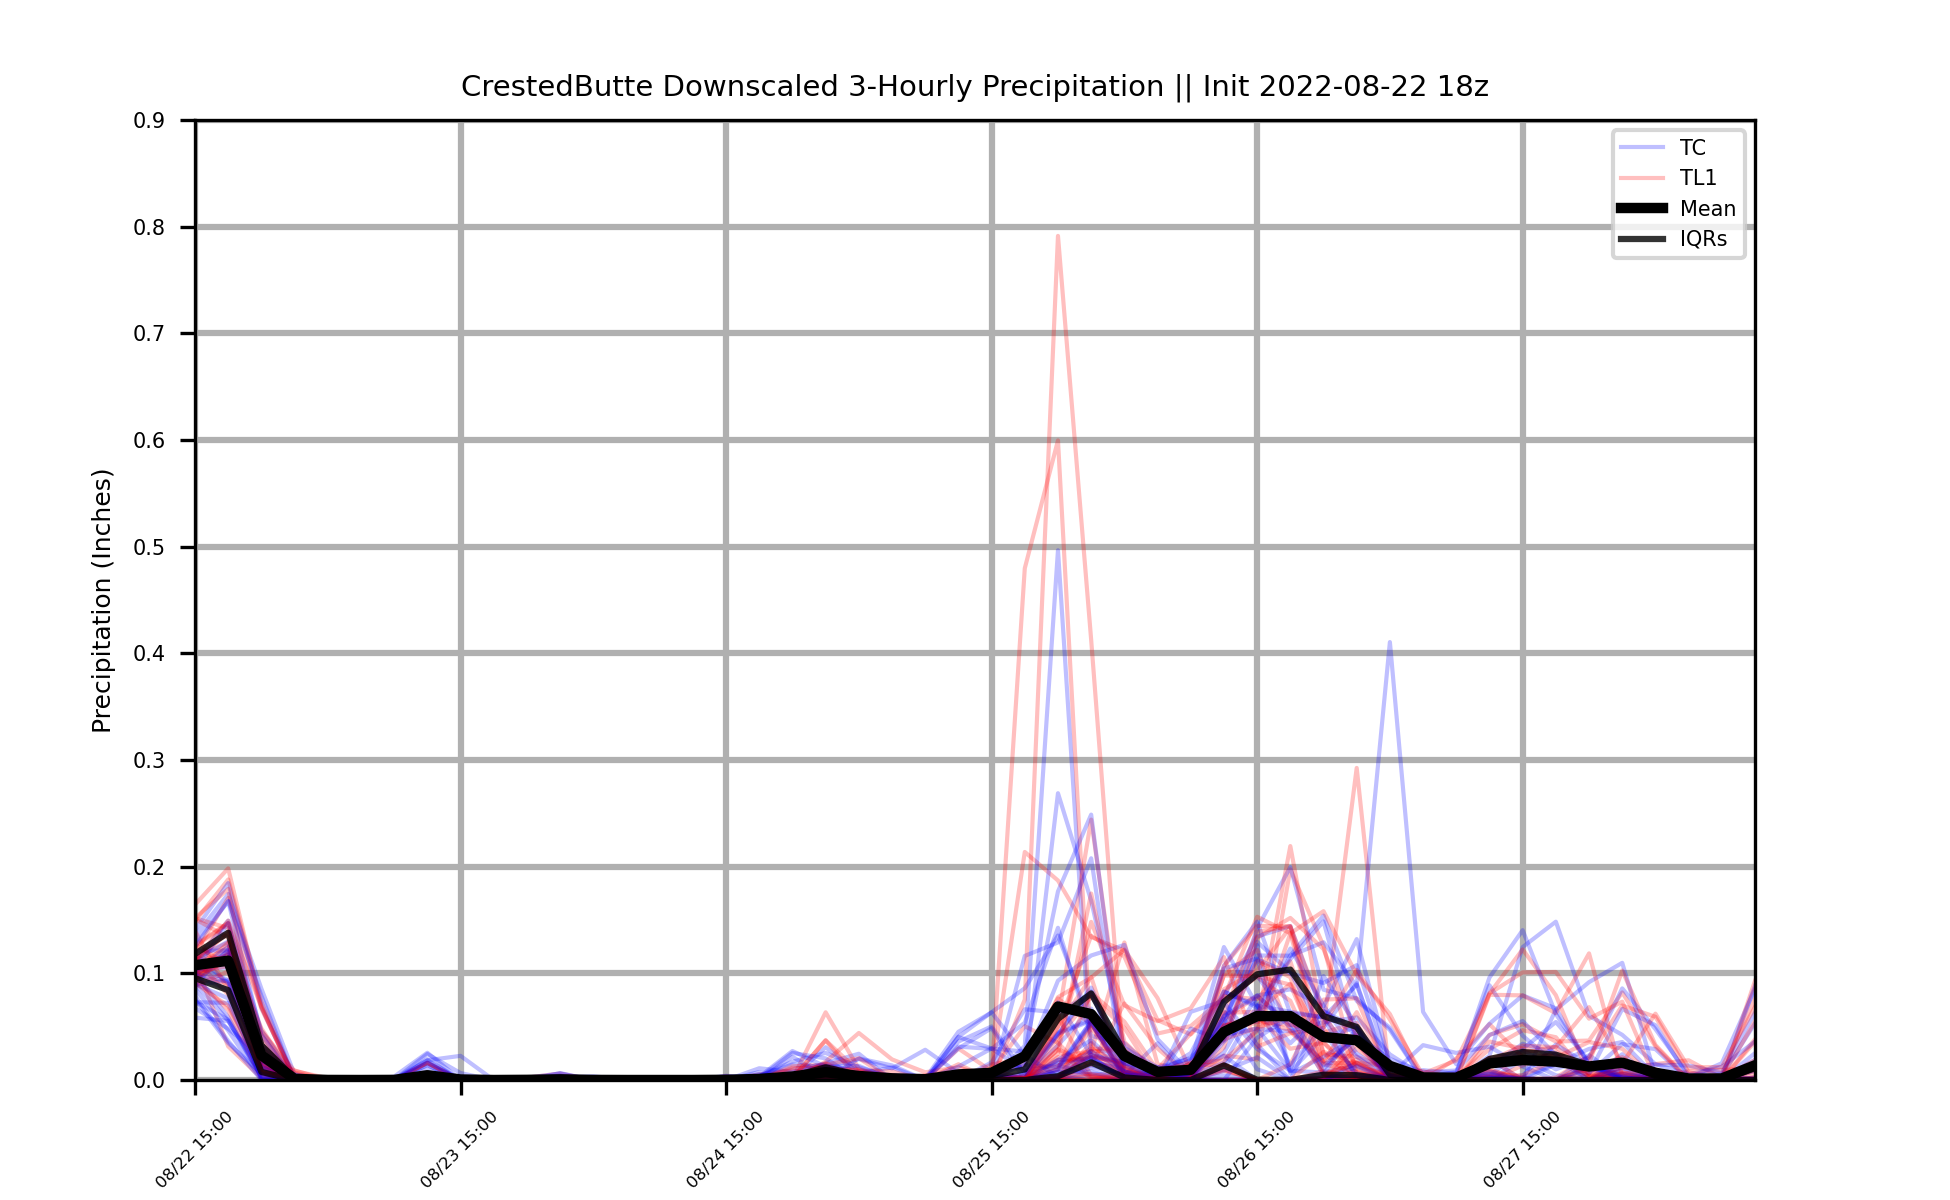 CrestedButte Downscaled 3-Hourly Precipitation || Init 2022-08-22 18z
0.9
0.8
0.7
0.6
0.5
0.4
0.3
0.2
0.1
0.0
Precipitation (Inches)
TC
TL1
Mean
IQRs
08/22 15:00
08/23 15:00
08/24 15:00
08/25 15:00
08/26 15:00
08/27 15:00